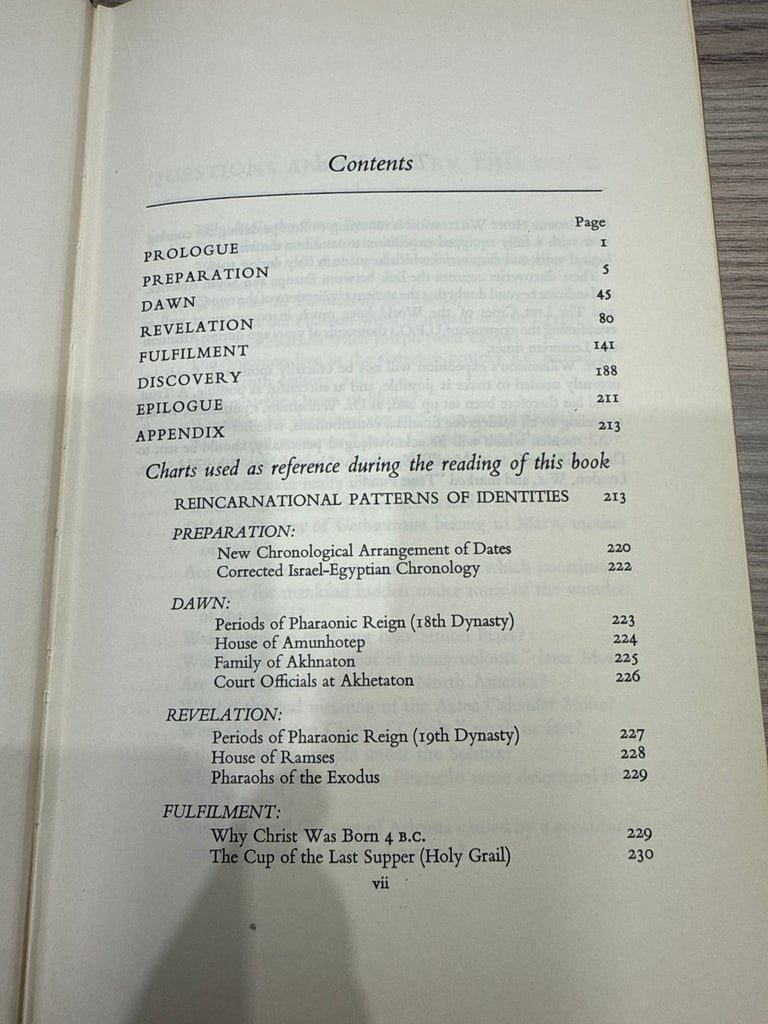 Contents
Page
PROLOGUE 1
PREPARATION 5
DAWN 45
REVELATION 80
FULFILMENT 141
DISCOVERY 188
EPILOGUE 211
APPENDIX 213
Charts used as reference during the reading of this book
REINCARNATIONAL PATTERNS OF IDENTITIES 213
PREPARATION:
New Chronological Arrangement of Dates 220
Corrected Israel-Egyptian Chronology 222
DAWN:
Periods of Pharaonic Reign (18th Dynasty) 223
House of Amunhotep 224
Family of Akhnaton 225
Court Officials at Akhetaton 226
REVELATION:
Periods of Pharaonic Reign (19th Dynasty) 227
House of Ramses 228
Pharaohs of the Exodus 229
FULFILMENT:
Why Christ Was Born 4 B.C. 229
The Cup of the Last Supper (Holy Grail) 230
vii